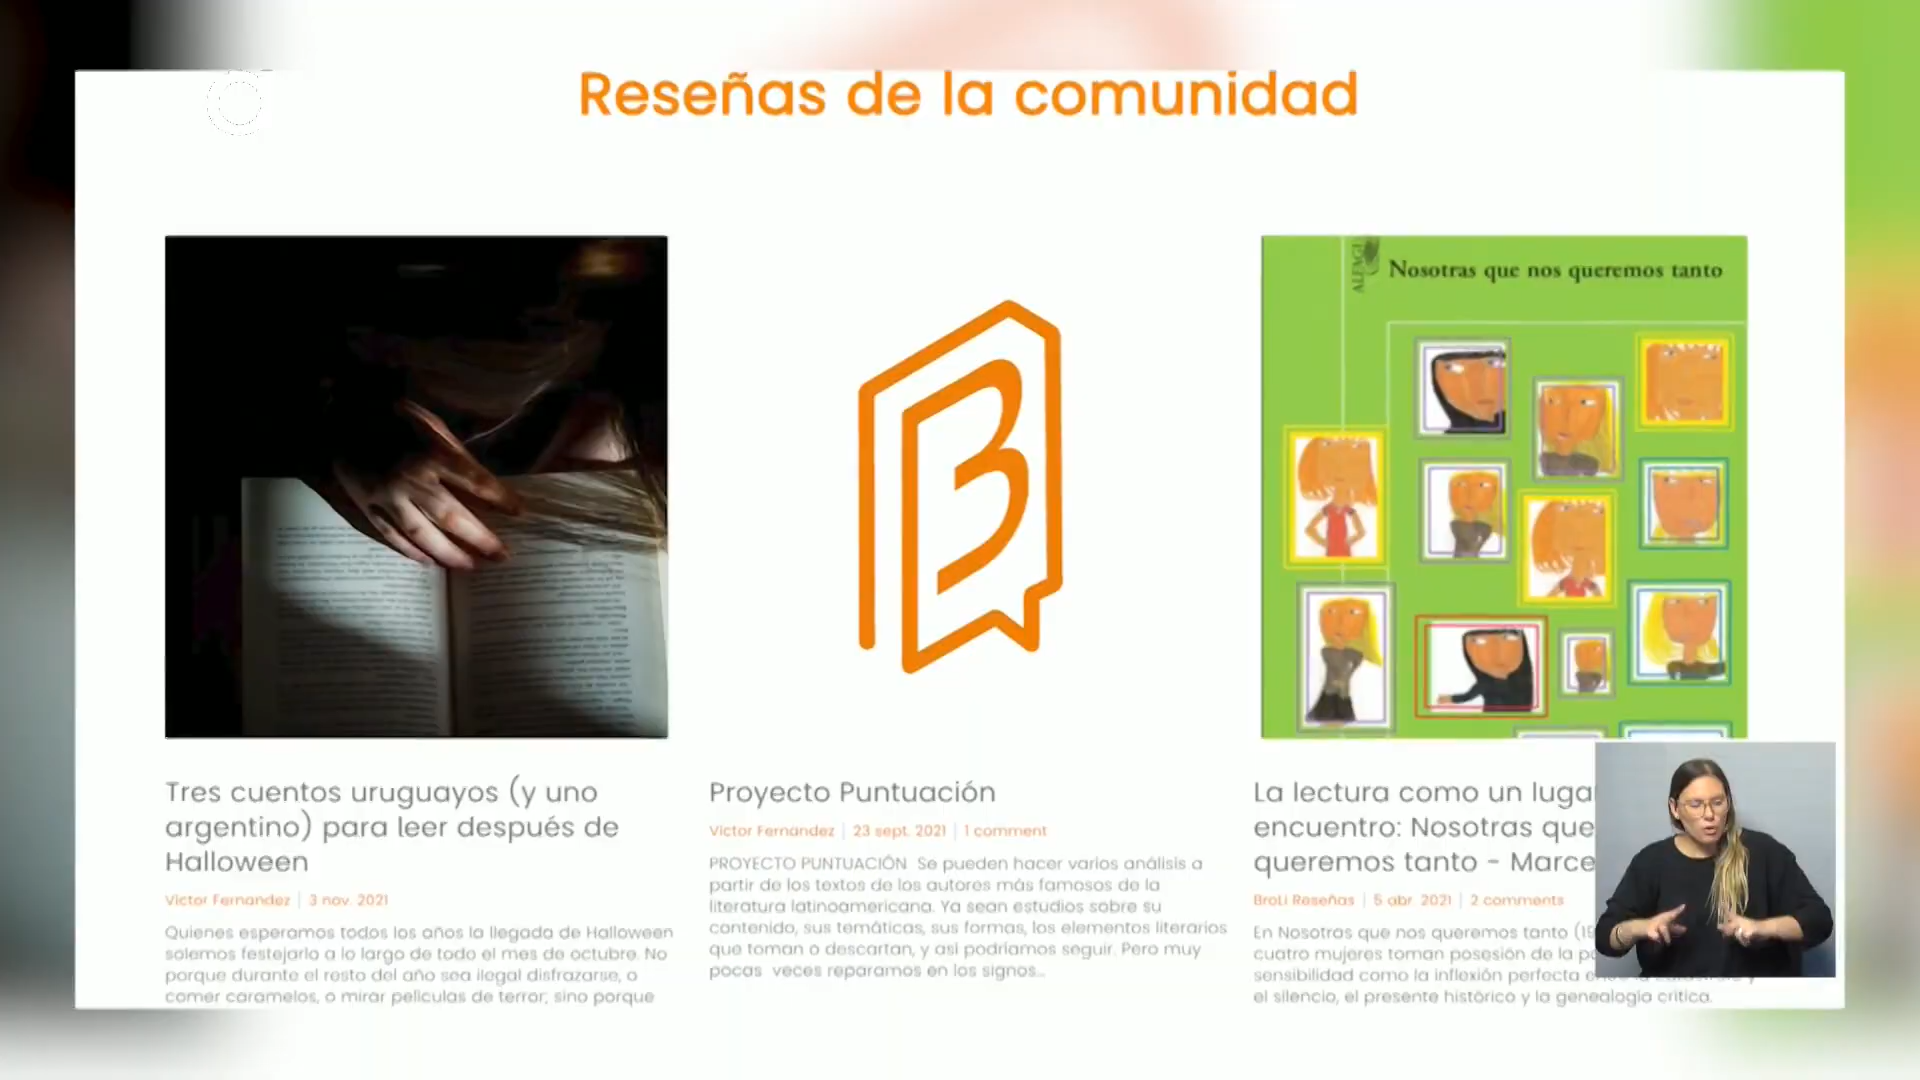 Reseñas de la comunidad
ALFAGU
Nosotras que nos queremos tanto
Tres cuentos uruguayos (y uno
argentino) para leer después de
Halloween
Víctor Fernandez | 3 nov. 2021
Quienes esperamos todos los años la llegada de Halloween
solemos festejarlo a lo largo de todo el mes de octubre. No
porque durante el resto del año sea ilegal disfrazarse, o
comer caramelos, o mirar películas de terror; sino porque
Proyecto Puntuación
Víctor Fernandez | 23 sept. 2021 | 1 comment
PROYECTO PUNTUACIÓN Se pueden hacer varios análisis a
partir de los textos de los autores más famosos de la
literatura latinoamericana. Ya sean estudios sobre su
contenido, sus temáticas, sus formas, los elementos literarios
que toman o descartan, y así podríamos seguir. Pero muy
pocas veces reparamos en los signos...
La lectura como un lugar
encuentro: Nosotras que
queremos tanto - Marce
BroLi Reseñas | 5 abr. 2021 | 2 comments
En Nosotras que nos queremos tanto (19
cuatro mujeres toman posesión de la
sensibilidad como la inflexión perfecta
el silencio, el presente histórico y la genealogía crítica.